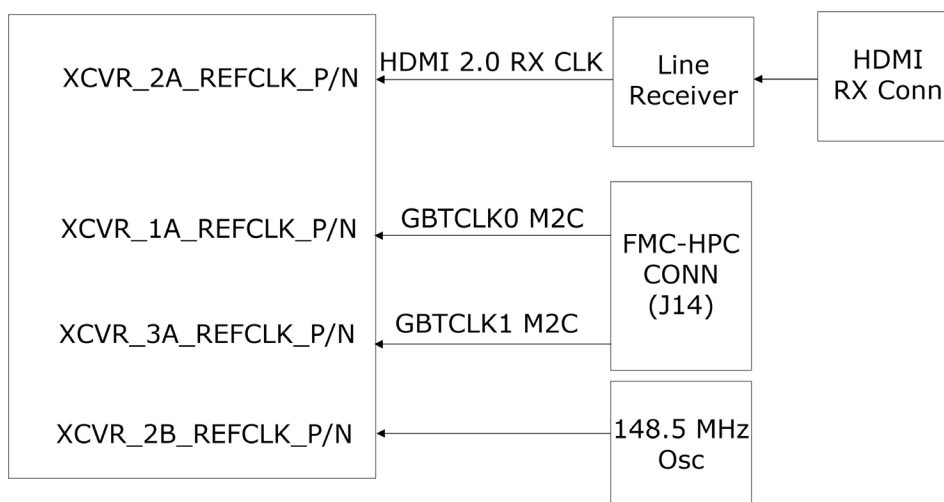 XCVR_2A_REFCLK_P/N
HDMI 2.0 RX CLK
Line
Receiver
HDMI
RX Conn
XCVR_1A_REFCLK_P/N
GBTCLK0 M2C
FMC-HPC
CONN
(J14)
XCVR_3A_REFCLK_P/N
GBTCLK1 M2C
XCVR_2B_REFCLK_P/N
148.5 MHz
Osc